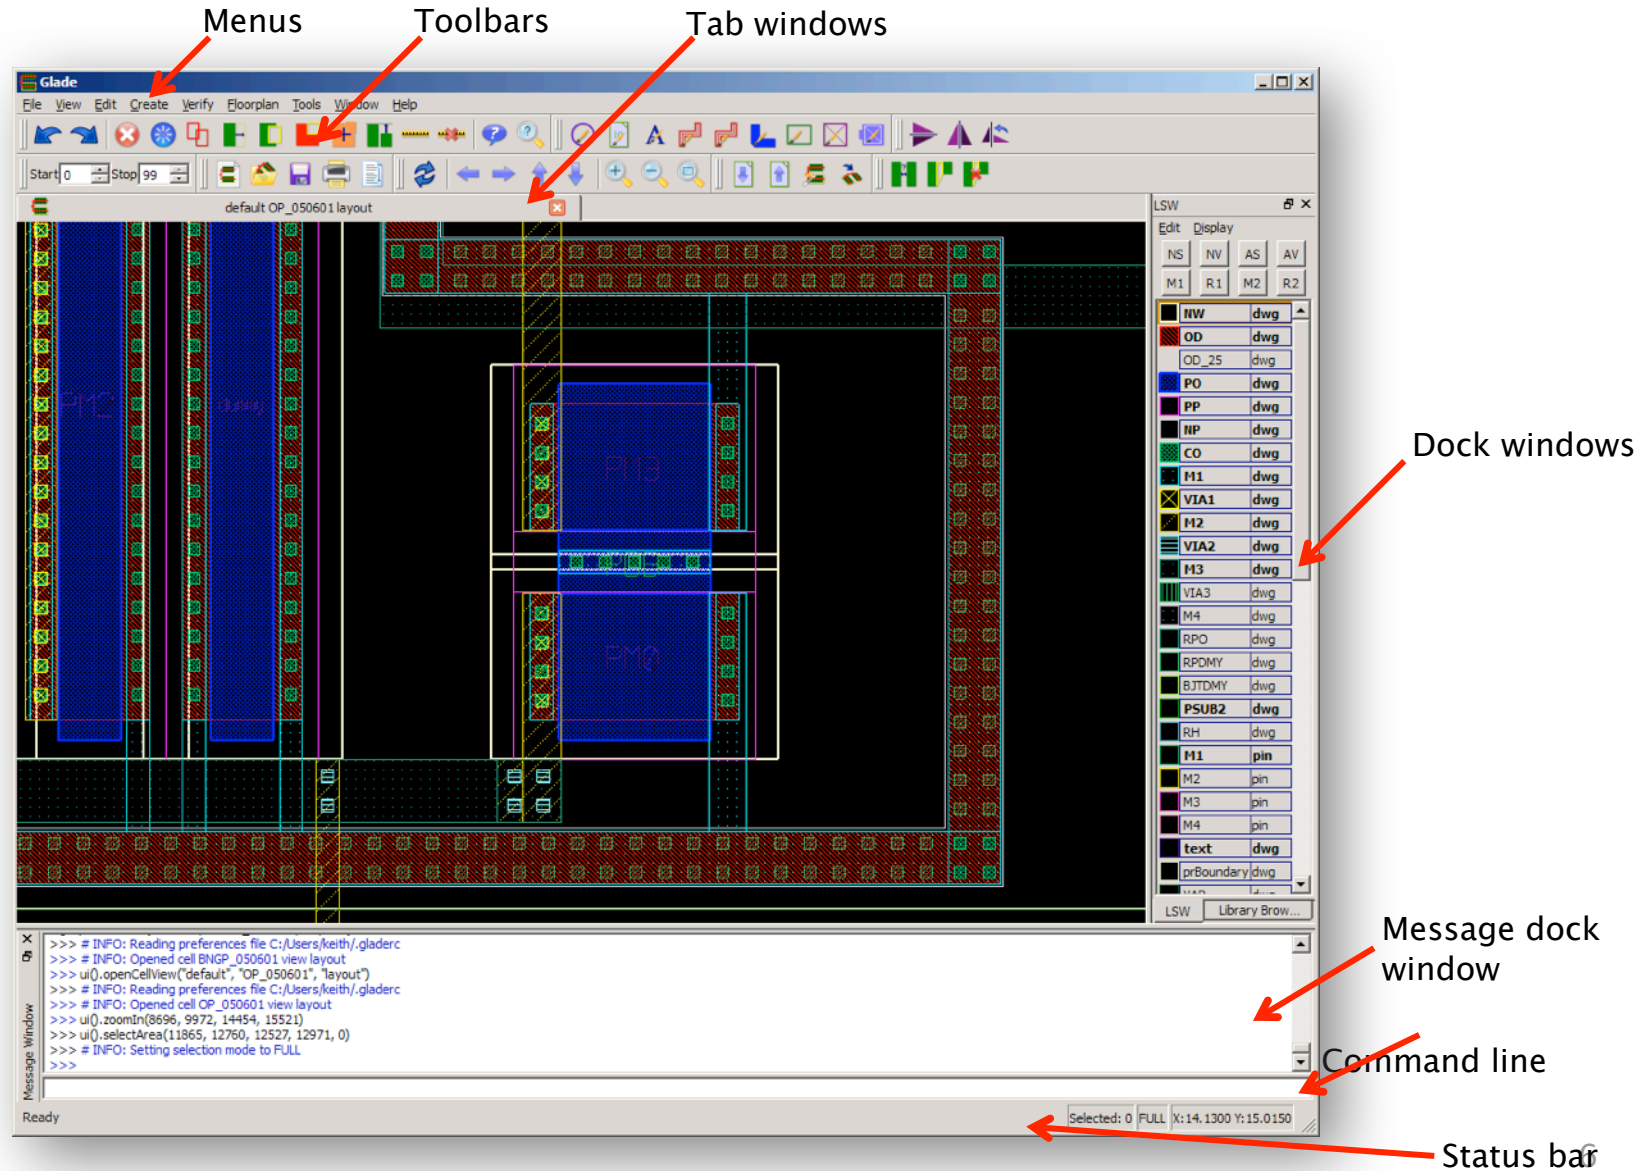 Menus
Toolbars
Tab windows
Glade
File View Edit Create Verify Floorplan Tools Window Help
Start 0 Stop 99
default OP_050601 layout
LSW
Edit Display
NS NV AS AV
M1 R1 M2 R2
NW dwg
OD dwg
OD_25 dwg
PO dwg
PP dwg
NP dwg
CO dwg
M1 dwg
VIA1 dwg
M2 dwg
VIA2 dwg
M3 dwg
VIA3 dwg
M4 dwg
RPO dwg
RPDMY dwg
BJTDMY dwg
PSUB2 dwg
RH dwg
M1 pin
M2 pin
M3 pin
M4 pin
text dwg
prBoundary dwg
LSW Library Brow...
PM2
PM3
PM0
Dock windows
Message dock
window
Command line
Status bar
6
Message Window
>>> # INFO: Reading preferences file C:/Users/keith/.gladerc
>>> # INFO: Opened cell BNGP_050601 view layout
>>> ui().openCellView("default", "OP_050601", "layout")
>>> # INFO: Reading preferences file C:/Users/keith/.gladerc
>>> # INFO: Opened cell OP_050601 view layout
>>> ui().zoomIn(8696, 9972, 14454, 15521)
>>> ui().selectArea(11865, 12760, 12527, 12971, 0)
>>> # INFO: Setting selection mode to FULL
>>>
Ready
Selected: 0 FULL X:14.1300 Y:15.0150